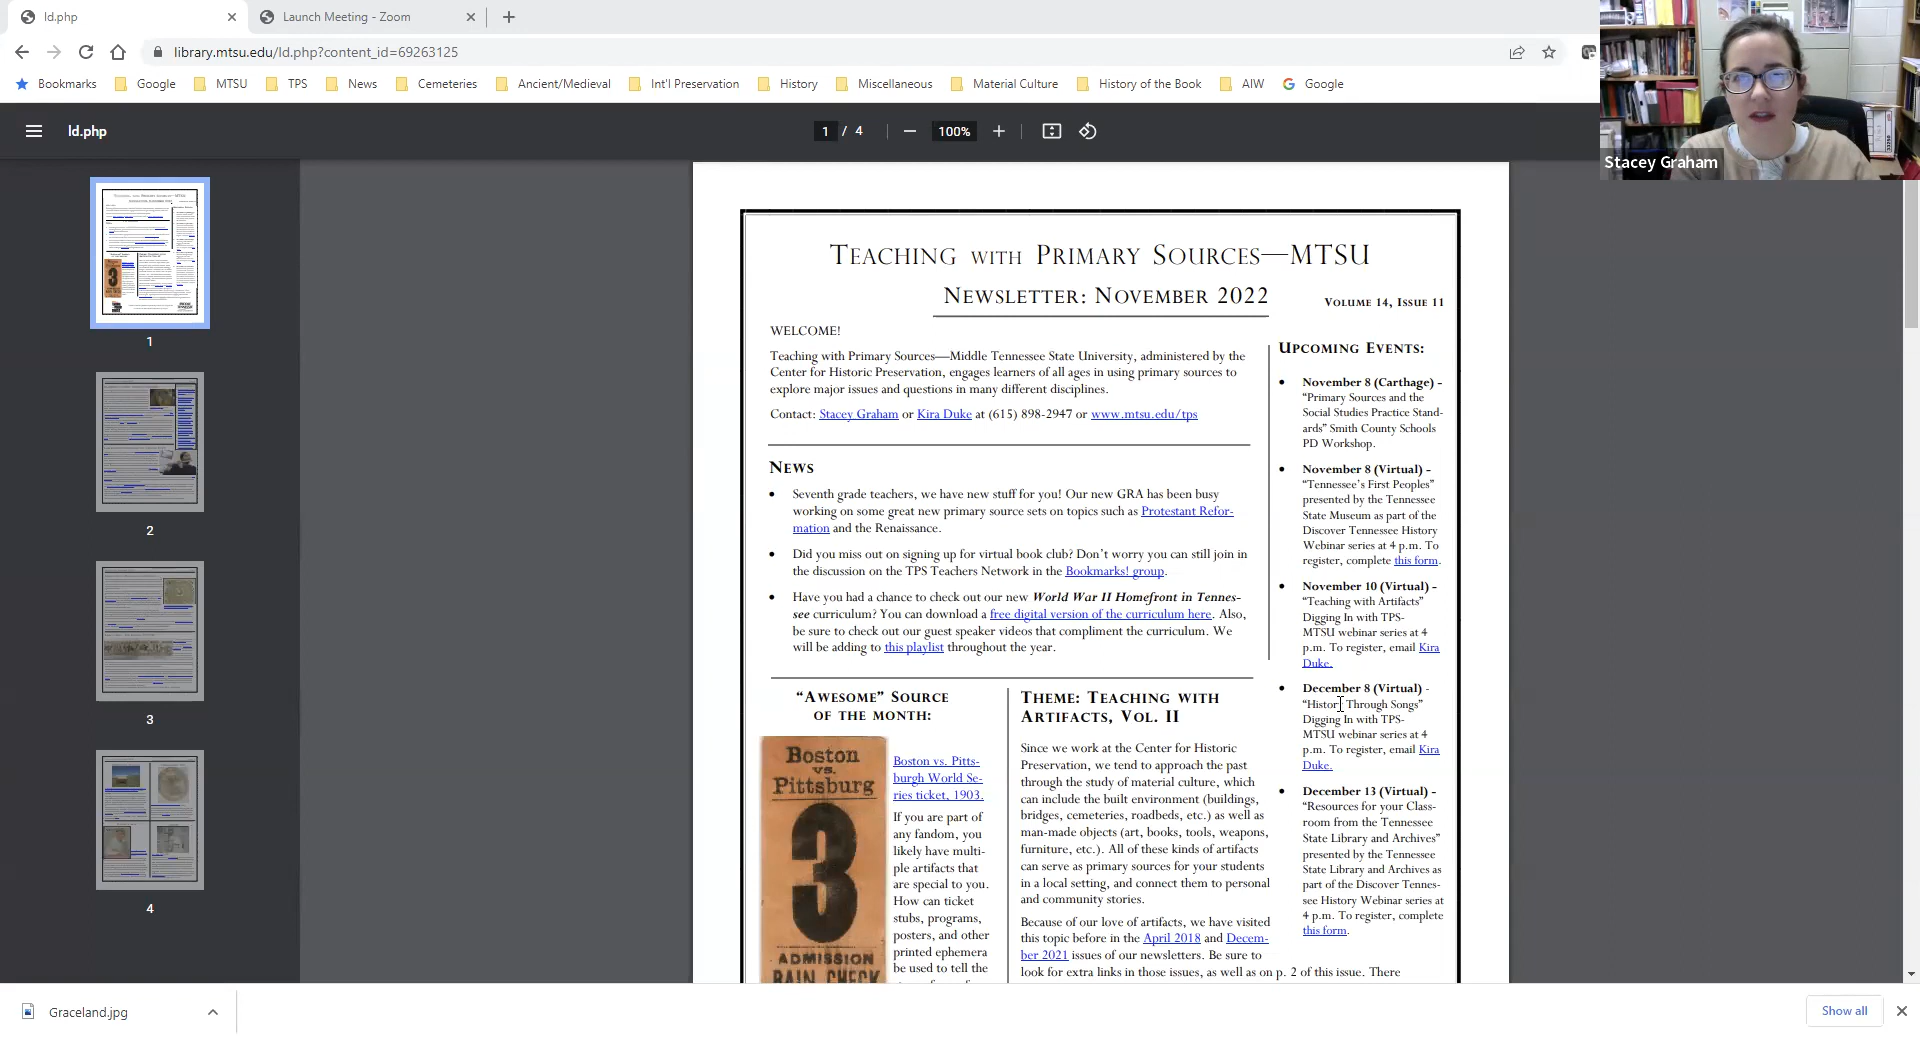 ld.php
Launch Meeting - Zoom
library.mtsu.edu/ld.php?content_id=69263125
Bookmarks
Google
MTSU
TPS
News
Cemeteries
Ancient/Medieval
Int'l Preservation
History
Miscellaneous
Material Culture
History of the Book
AIW
Google
ld.php
1 / 4
100%
Stacey Graham
1
2
3
4
TEACHING WITH PRIMARY SOURCES—MTSU
NEWSLETTER: NOVEMBER 2022
VOLUME 14, ISSUE 11
WELCOME!
Teaching with Primary Sources—Middle Tennessee State University, administered by the
Center for Historic Preservation, engages learners of all ages in using primary sources to
explore major issues and questions in many different disciplines.
Contact: Stacey Graham or Kira Duke at (615) 898-2947 or www.mtsu.edu/tps
NEWS
• Seventh grade teachers, we have new stuff for you! Our new GRA has been busy
working on some great new primary source sets on topics such as Protestant Refor-
mation and the Renaissance.
• Did you miss out on signing up for virtual book club? Don't worry you can still join in
the discussion on the TPS Teachers Network in the Bookmarks! group.
• Have you had a chance to check out our new World War II Homefront in Tennes-
see curriculum? You can download a free digital version of the curriculum here. Also,
be sure to check out our guest speaker videos that compliment the curriculum. We
will be adding to this playlist throughout the year.
UPCOMING EVENTS:
• November 8 (Carthage) -
"Primary Sources and the
Social Studies Practice Stand-
ards" Smith County Schools
PD Workshop.
• November 8 (Virtual) -
"Tennessee's First Peoples"
presented by the Tennessee
State Museum as part of the
Discover Tennessee History
Webinar series at 4 p.m. To
register, complete this form.
• November 10 (Virtual) -
"Teaching with Artifacts"
Digging In with TPS-
MTSU webinar series at 4
p.m. To register, email Kira
Duke.
• December 8 (Virtual) -
"History Through Songs"
Digging In with TPS-
MTSU webinar series at 4
p.m. To register, email Kira
Duke.
• December 13 (Virtual) -
"Resources for your Class-
room from the Tennessee
State Library and Archives"
presented by the Tennessee
State Library and Archives as
part of the Discover Tennes-
see History Webinar series at
4 p.m. To register, complete
this form.
"AWESOME" SOURCE
OF THE MONTH:
Boston
vs.
Pittsburg
3
ADMISSION
RAIN CHECK
Boston vs. Pitts-
burgh World Se-
ries ticket, 1903.
If you are part of
any fandom, you
likely have multi-
ple artifacts that
are special to you.
How can ticket
stubs, programs,
posters, and other
printed ephemera
be used to tell the
THEME: TEACHING WITH
ARTIFACTS, VOL. II
Since we work at the Center for Historic
Preservation, we tend to approach the past
through the study of material culture, which
can include the built environment (buildings,
bridges, cemeteries, roadbeds, etc.) as well as
man-made objects (art, books, tools, weapons,
furniture, etc.). All of these kinds of artifacts
can serve as primary sources for your students
in a local setting, and connect them to personal
and community stories.
Because of our love of artifacts, we have visited
this topic before in the April 2018 and Decem-
ber 2021 issues of our newsletters. Be sure to
look for extra links in those issues, as well as on p. 2 of this issue. There
Graceland.jpg
Show all